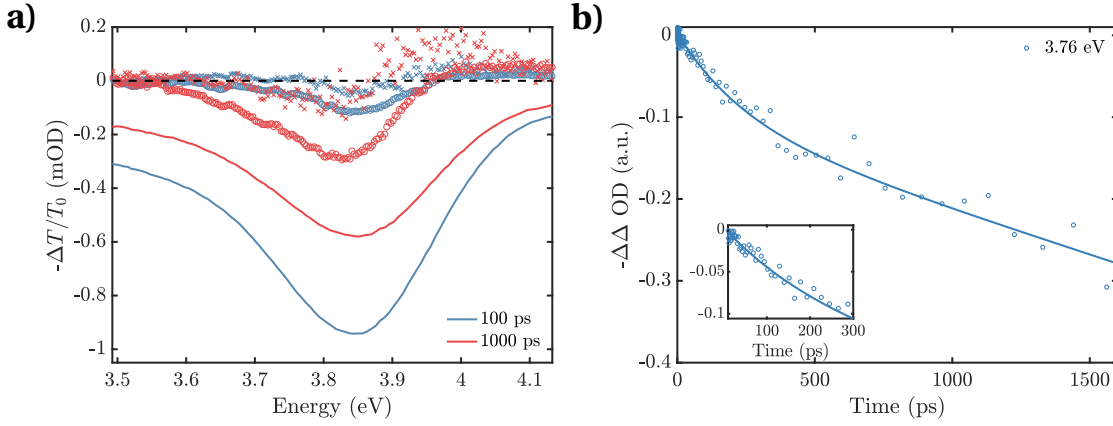 a)
-ΔT/T₀ (mOD)
0.2
0
-0.2
-0.4
-0.6
-0.8
-1
3.5 3.6 3.7 3.8 3.9 4 4.1
Energy (eV)
100 ps
1000 ps
b)
-ΔΔ OD (a.u.)
0
-0.1
-0.2
-0.3
-0.4
0 500 1000 1500
Time (ps)
3.76 eV
0
-0.05
-0.1
100 200 300
Time (ps)